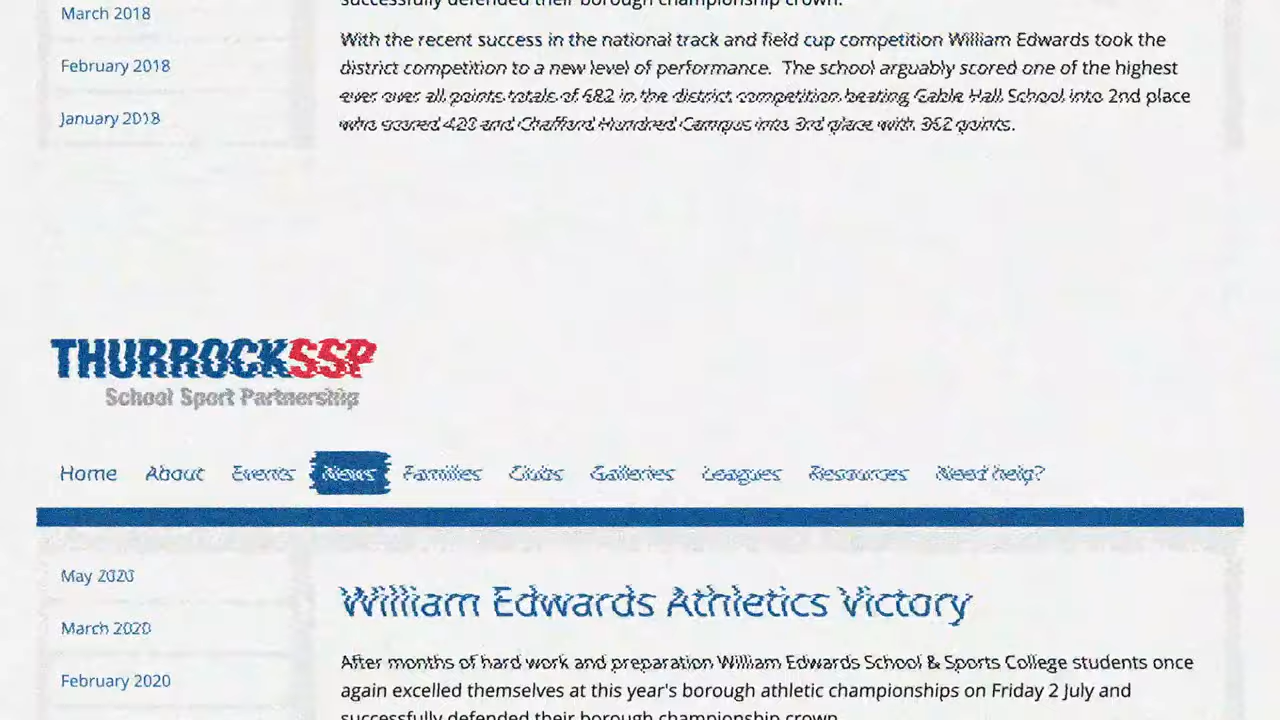 March 2018
successfully defended their borough championship crown.
With the recent success in the national track and field cup competition William Edwards took the
February 2018
district competition to a new level of performance. The school arguably scored one of the highest
ever over all points totals of 682 in the district competition beating Gable Hall School into 2nd place
January 2018
who scored 428 and Chafford Hundred Campus into 3rd place with 362 points.
THURROCKSSP
School Sport Partnership
Home About Events News Families Clubs Galleries Leagues Resources Need help?
May 2020
William Edwards Athletics Victory
March 2020
After months of hard work and preparation William Edwards School & Sports College students once
February 2020
again excelled themselves at this year's borough athletic championships on Friday 2 July and
successfully defended their borough championship crown.